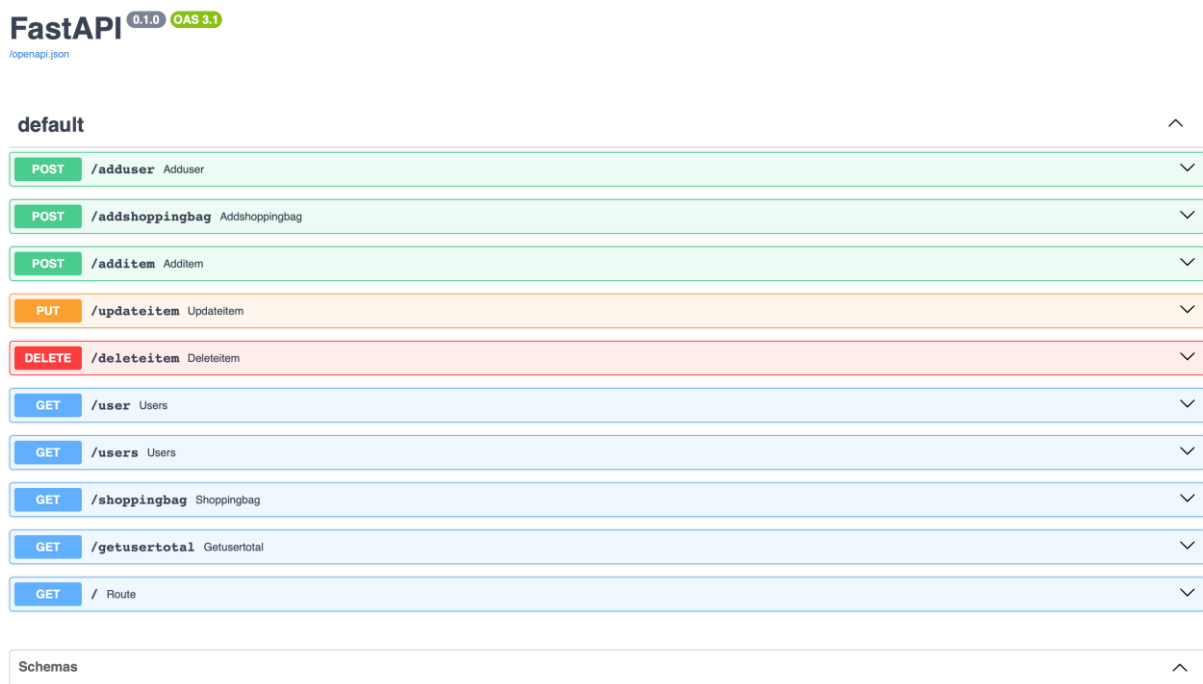 FastAPI 0.1.0 OAS 3.1
/openapi.json
default
POST /adduser Adduser
POST /addshoppingbag Addshoppingbag
POST /additem Additem
PUT /updateitem Updateitem
DELETE /deleteitem Deleteitem
GET /user Users
GET /users Users
GET /shoppingbag Shoppingbag
GET /getusertotal Getusertotal
GET / Route
Schemas